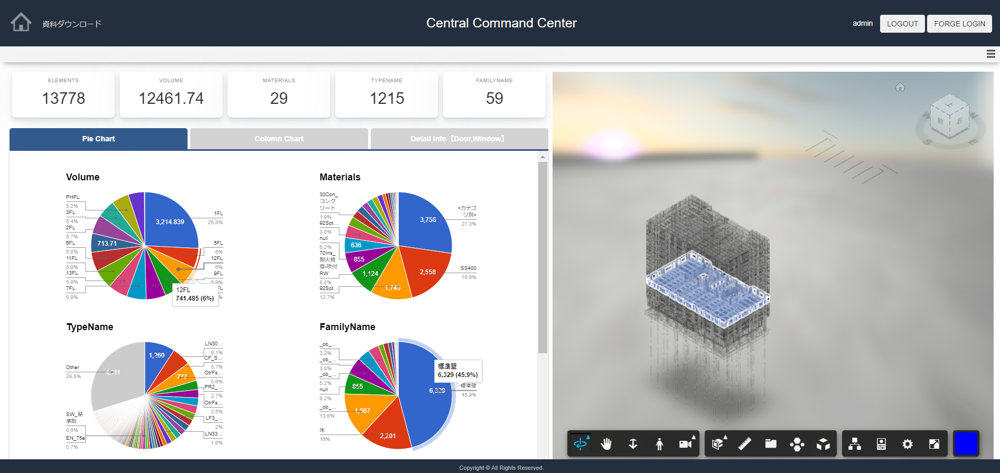 資料ダウンロード
Central Command Center
admin
LOGOUT
FORGE LOGIN
ELEMENTS
13778
VOLUME
12461.74
MATERIALS
29
TYPENAME
1215
FAMILYNAME
59
Pie Chart
Column Chart
Detail Info【Door,Window】
Volume
PHFL
5.2%
3FL
5.4%
2FL
5.7%
6FL
5.8%
11FL
5.9%
13FL
5.9%
7FL
5.9%
3,214.839
713.71
1FL
25.8%
5FL
6%
12FL
6%
9FL
5.9%
FL
%
12FL
741.485 (6%)
Materials
30Con_
コンク
リート
1.9%
92Spt...
3.8%
null
6.2%
70Ins_
耐火被
覆-吹付
RW
8.2%
92Spt...
12.7%
3,756
2,558
1,745
1,124
855
636
<カテゴ
リ別>
27.3%
SS400
18.6%
TypeName
Other
29.8%
SW_基
準階
0.6%
EN_75e
0.7%
4,111
1,260
777
LN30...
9.1%
CF_S...
5.7%
OtrFs...
5.6%
PR2_...
2.7%
OtrFs...
2.5%
LF3_...
2%
LN33...
1.6%
FamilyName
_ob_...
3.2%
_ob_...
3.8%
_ob_...
5.2%
null
6.2%
_ob_...
13.6%
床
16%
855
1,867
2,201
6,329
標準壁
6,329 (45.9%)
標準壁
45.9%
上
前
右
W
N
S
E
Copyright © All Rights Reserved.